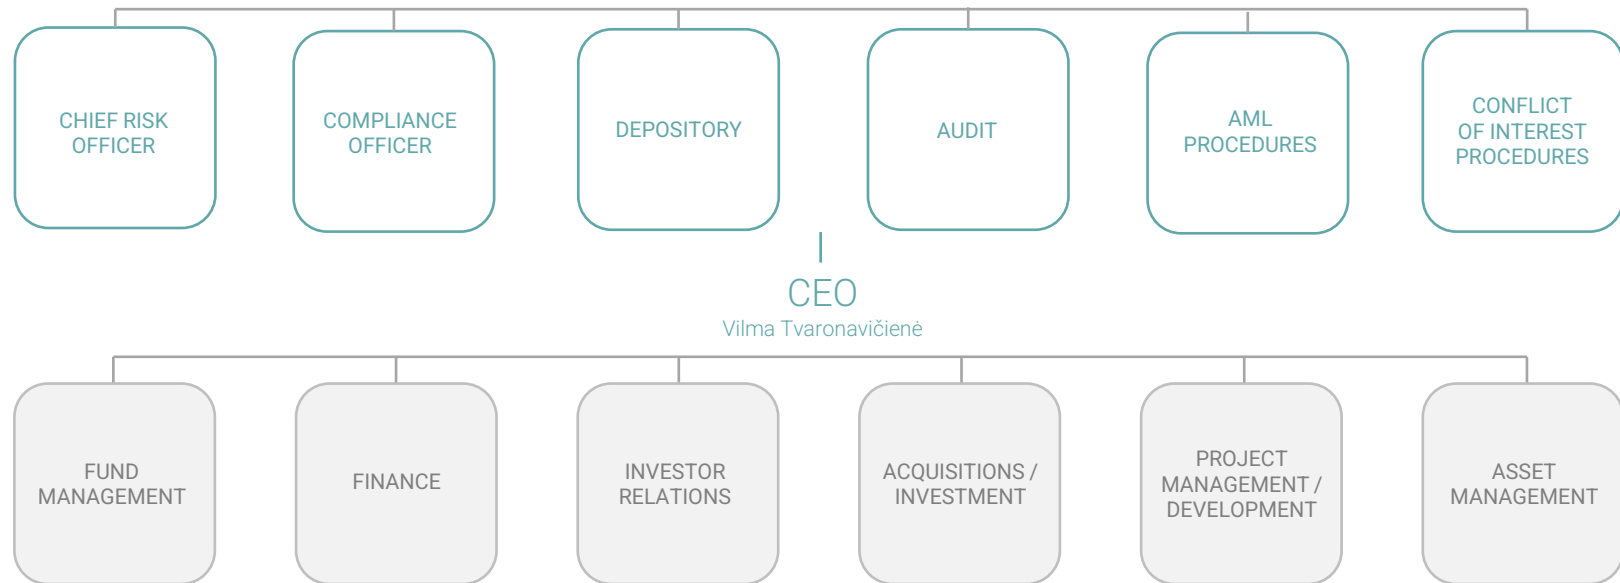 CHIEF RISK
OFFICER
COMPLIANCE
OFFICER
DEPOSITORY
AUDIT
AML
PROCEDURES
CONFLICT
OF INTEREST
PROCEDURES
CEO
Vilma Tvaronavičienė
FUND
MANAGEMENT
FINANCE
INVESTOR
RELATIONS
ACQUISITIONS /
INVESTMENT
PROJECT
MANAGEMENT /
DEVELOPMENT
ASSET
MANAGEMENT